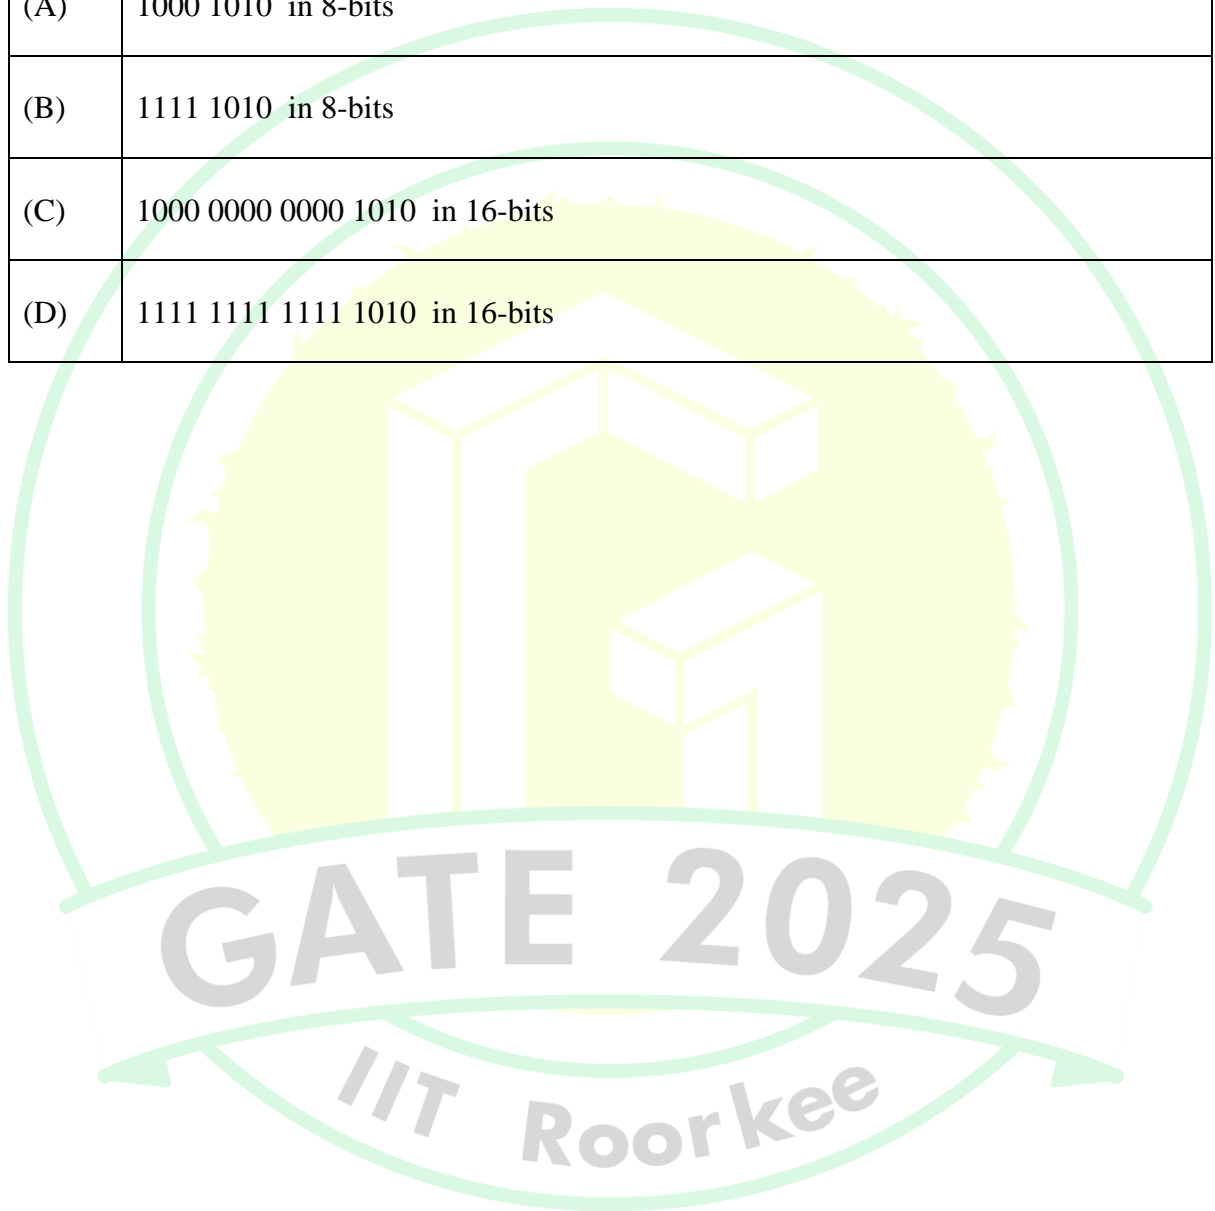 (A) 1000 1010 in 8-bits
(B) 1111 1010 in 8-bits
(C) 1000 0000 0000 1010 in 16-bits
(D) 1111 1111 1111 1010 in 16-bits
GATE 2025
IIT Roorkee